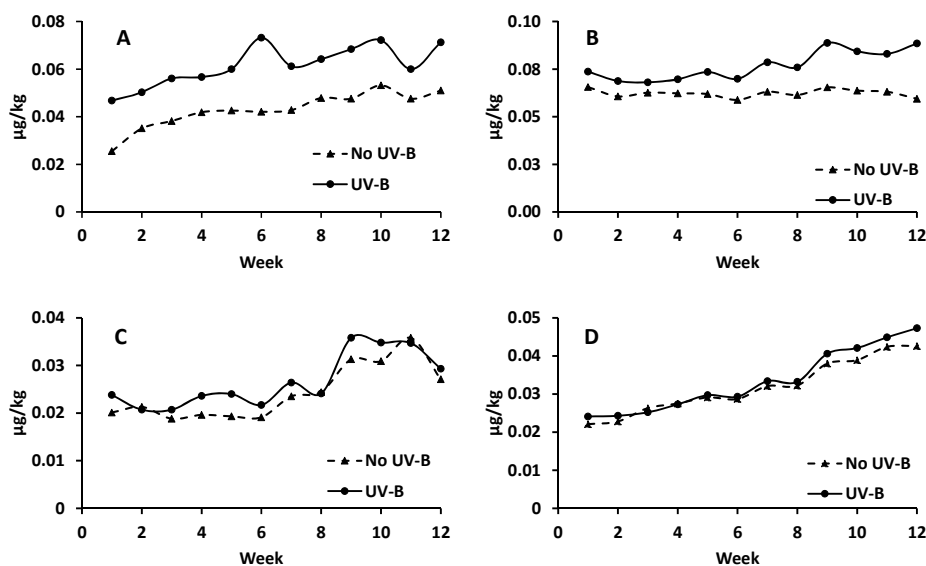 A
0.08
0.06
0.04
0.02
0
µg/kg
No UV-B
UV-B
0 2 4 6 8 10 12
Week
B
0.10
0.08
0.05
0.03
0.00
µg/kg
No UV-B
UV-B
0 2 4 6 8 10 12
Week
C
0.04
0.03
0.02
0.01
0
µg/kg
No UV-B
UV-B
0 2 4 6 8 10 12
Week
D
0.05
0.04
0.03
0.02
0.01
0
µg/kg
No UV-B
UV-B
0 2 4 6 8 10 12
Week